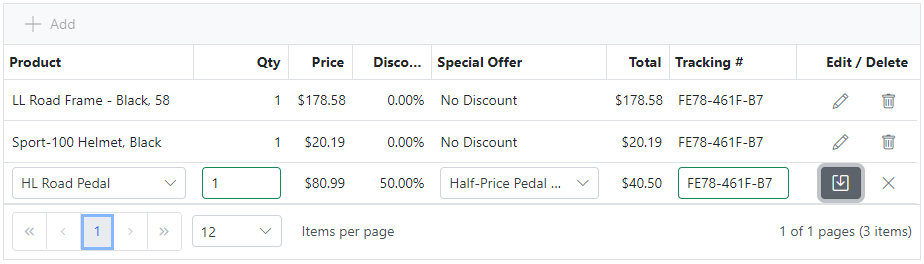 Add
Product Qty Price Disco... Special Offer Total Tracking # Edit / Delete
LL Road Frame - Black, 58 1 $178.58 0.00% No Discount $178.58 FE78-461F-B7
Sport-100 Helmet, Black 1 $20.19 0.00% No Discount $20.19 FE78-461F-B7
HL Road Pedal 1 $80.99 50.00% Half-Price Pedal ... $40.50 FE78-461F-B7
1 12 Items per page 1 of 1 pages (3 items)